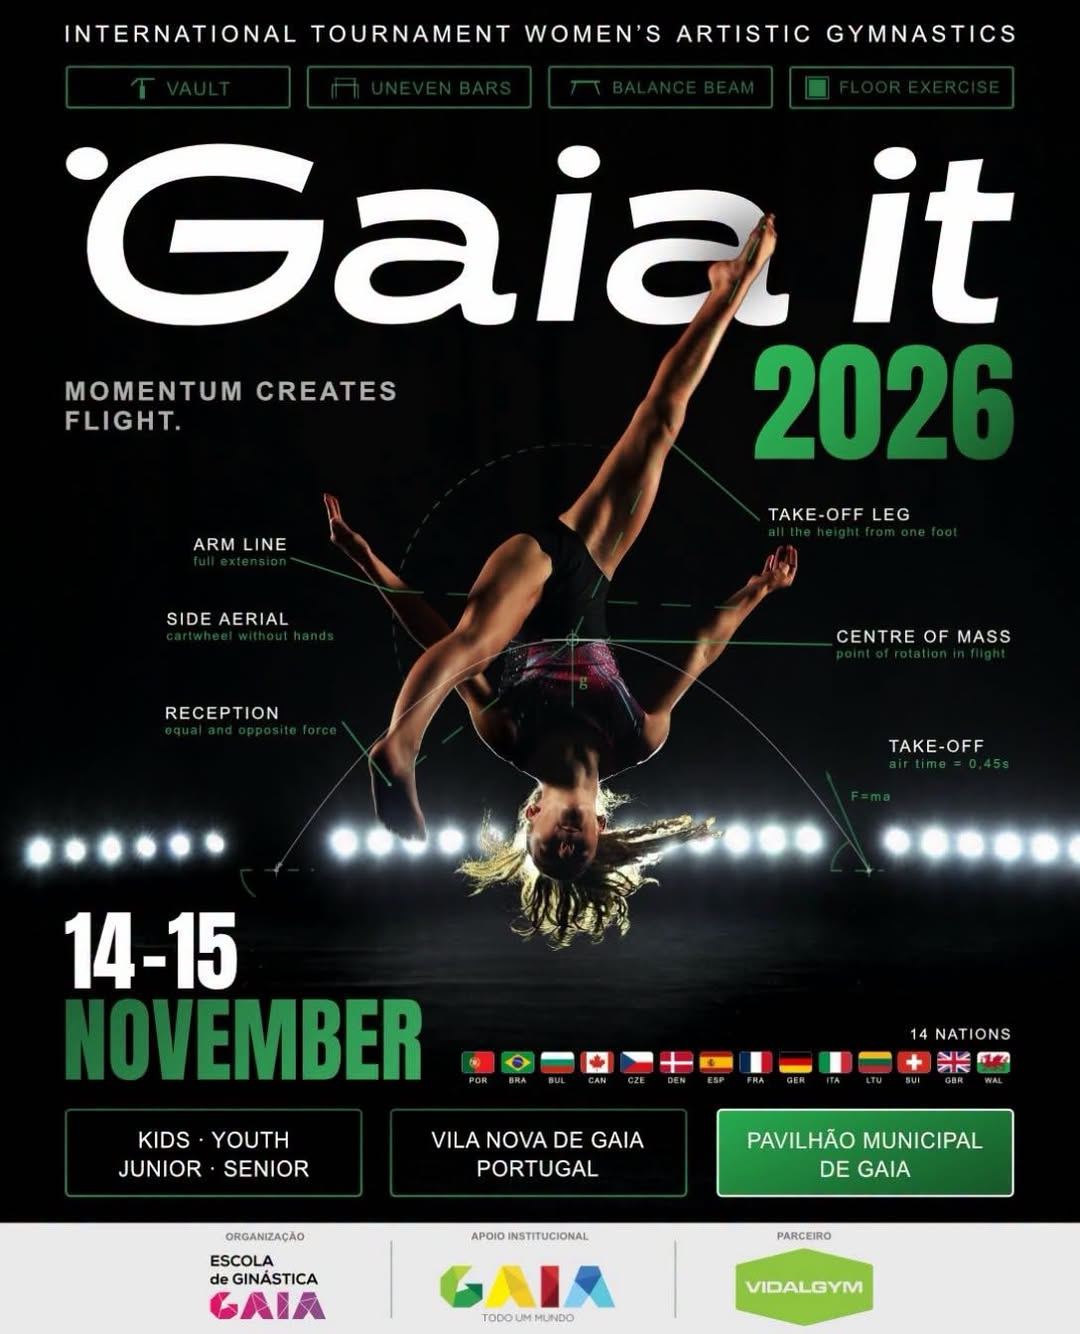 INTERNATIONAL TOURNAMENT WOMEN'S ARTISTIC GYMNASTICS
VAULT
UNEVEN BARS
BALANCE BEAM
FLOOR EXERCISE
Gaia it
2026
MOMENTUM CREATES
FLIGHT.
TAKE-OFF LEG
all the height from one foot
ARM LINE
full extension
SIDE AERIAL
cartwheel without hands
CENTRE OF MASS
point of rotation in flight
g
RECEPTION
equal and opposite force
TAKE-OFF
air time = 0,45s
F=ma
14-15
NOVEMBER
14 NATIONS
POR BRA BUL CAN CZE DEN ESP FRA GER ITA LTU SUI GBR WAL
KIDS · YOUTH
JUNIOR · SENIOR
VILA NOVA DE GAIA
PORTUGAL
PAVILHÃO MUNICIPAL
DE GAIA
ORGANIZAÇÃO
ESCOLA
de GINÁSTICA
GAIA
APOIO INSTITUCIONAL
GAIA
TODO UM MUNDO
PARCEIRO
VIDALGYM